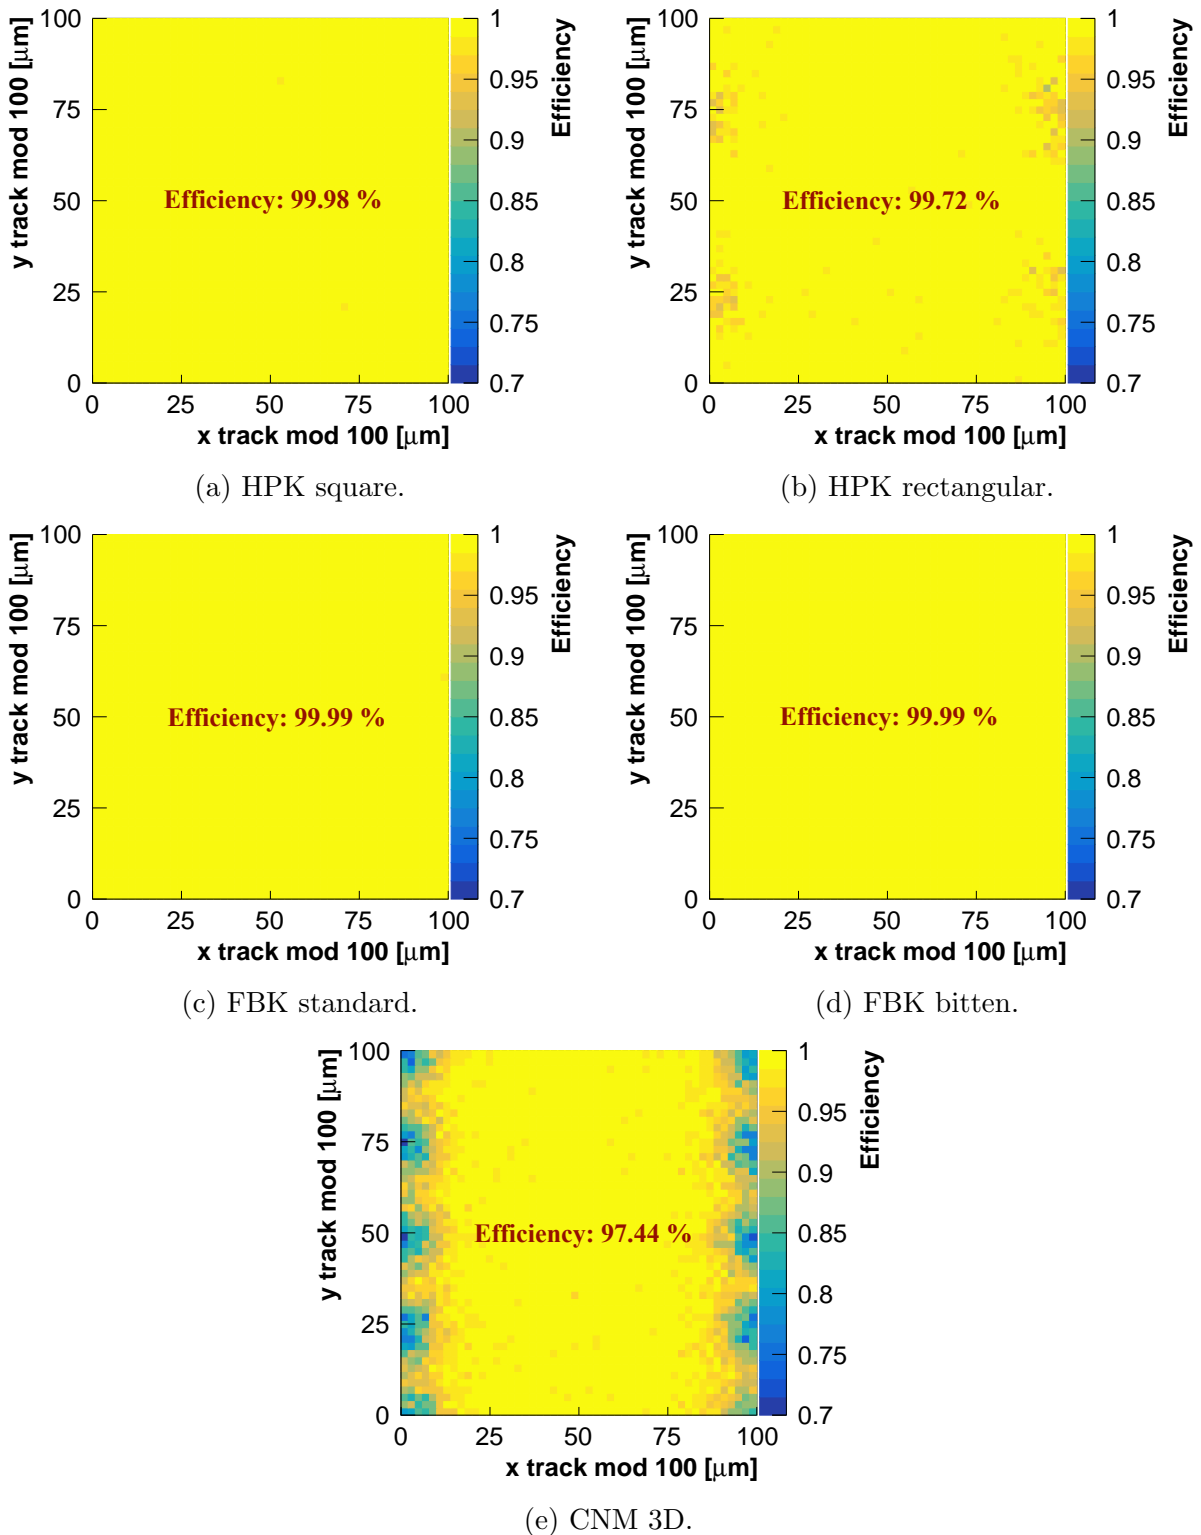 y track mod 100 [μm]
100
75
50
25
0
Efficiency: 99.98 %
0 25 50 75 100
x track mod 100 [μm]
1
0.95
0.9
0.85
0.8
0.75
0.7
Efficiency
(a) HPK square.
y track mod 100 [μm]
100
75
50
25
0
Efficiency: 99.72 %
0 25 50 75 100
x track mod 100 [μm]
1
0.95
0.9
0.85
0.8
0.75
0.7
Efficiency
(b) HPK rectangular.
y track mod 100 [μm]
100
75
50
25
0
Efficiency: 99.99 %
0 25 50 75 100
x track mod 100 [μm]
1
0.95
0.9
0.85
0.8
0.75
0.7
Efficiency
(c) FBK standard.
y track mod 100 [μm]
100
75
50
25
0
Efficiency: 99.99 %
0 25 50 75 100
x track mod 100 [μm]
1
0.95
0.9
0.85
0.8
0.75
0.7
Efficiency
(d) FBK bitten.
y track mod 100 [μm]
100
75
50
25
0
Efficiency: 97.44 %
0 25 50 75 100
x track mod 100 [μm]
1
0.95
0.9
0.85
0.8
0.75
0.7
Efficiency
(e) CNM 3D.